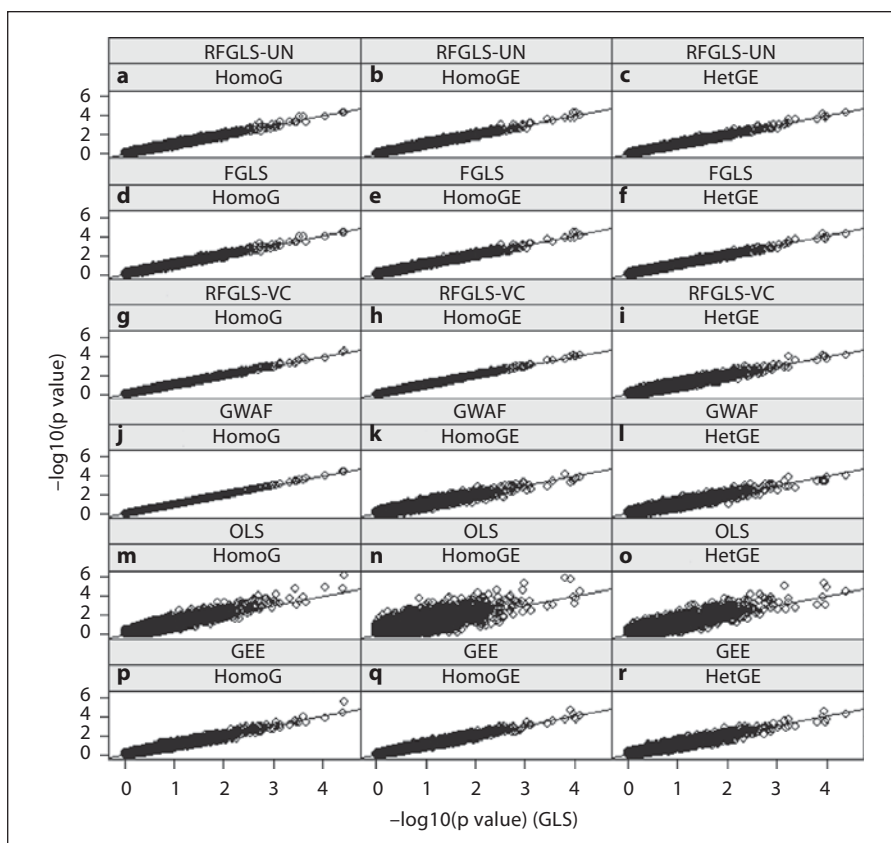 RFGLS-UN RFGLS-UN RFGLS-UN
a HomoG b HomoGE c HetGE
6
4
2
0
FGLS FGLS FGLS
d HomoG e HomoGE f HetGE
6
4
2
0
RFGLS-VC RFGLS-VC RFGLS-VC
g HomoG h HomoGE i HetGE
6
4
2
0
GWAF GWAF GWAF
j HomoG k HomoGE l HetGE
6
4
2
0
OLS OLS OLS
m HomoG n HomoGE o HetGE
6
4
2
0
GEE GEE GEE
p HomoG q HomoGE r HetGE
6
4
2
0
0 1 2 3 4 0 1 2 3 4 0 1 2 3 4
–log10(p value)
–log10(p value) (GLS)